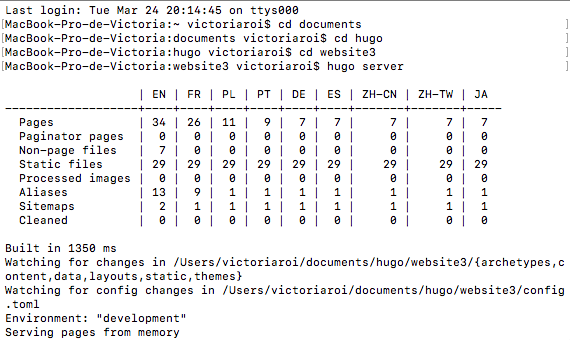 Last login: Tue Mar 24 20:14:45 on ttys000
[MacBook-Pro-de-Victoria:~ victoriaroi$ cd documents ]
[MacBook-Pro-de-Victoria:documents victoriaroi$ cd hugo ]
[MacBook-Pro-de-Victoria:hugo victoriaroi$ cd website3 ]
[MacBook-Pro-de-Victoria:website3 victoriaroi$ hugo server ]
| EN | FR | PL | PT | DE | ES | ZH-CN | ZH-TW | JA
-------------------+----+----+----+----+----+----+-------+-------+-----
Pages | 34 | 26 | 11 | 9 | 7 | 7 | 7 | 7 | 7
Paginator pages | 0 | 0 | 0 | 0 | 0 | 0 | 0 | 0 | 0
Non-page files | 7 | 0 | 0 | 0 | 0 | 0 | 0 | 0 | 0
Static files | 29 | 29 | 29 | 29 | 29 | 29 | 29 | 29 | 29
Processed images | 0 | 0 | 0 | 0 | 0 | 0 | 0 | 0 | 0
Aliases | 13 | 9 | 1 | 1 | 1 | 1 | 1 | 1 | 1
Sitemaps | 2 | 1 | 1 | 1 | 1 | 1 | 1 | 1 | 1
Cleaned | 0 | 0 | 0 | 0 | 0 | 0 | 0 | 0 | 0
Built in 1350 ms
Watching for changes in /Users/victoriaroi/documents/hugo/website3/{archetypes,c
ontent,data,layouts,static,themes}
Watching for config changes in /Users/victoriaroi/documents/hugo/website3/config
.toml
Environment: "development"
Serving pages from memory